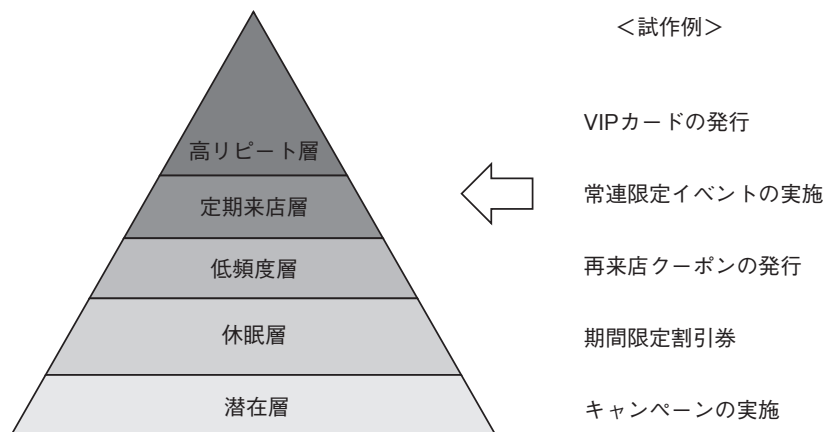 ＜試作例＞
VIPカードの発行
高リピート層
常連限定イベントの実施
定期来店層
再来店クーポンの発行
低頻度層
期間限定割引券
休眠層
キャンペーンの実施
潜在層